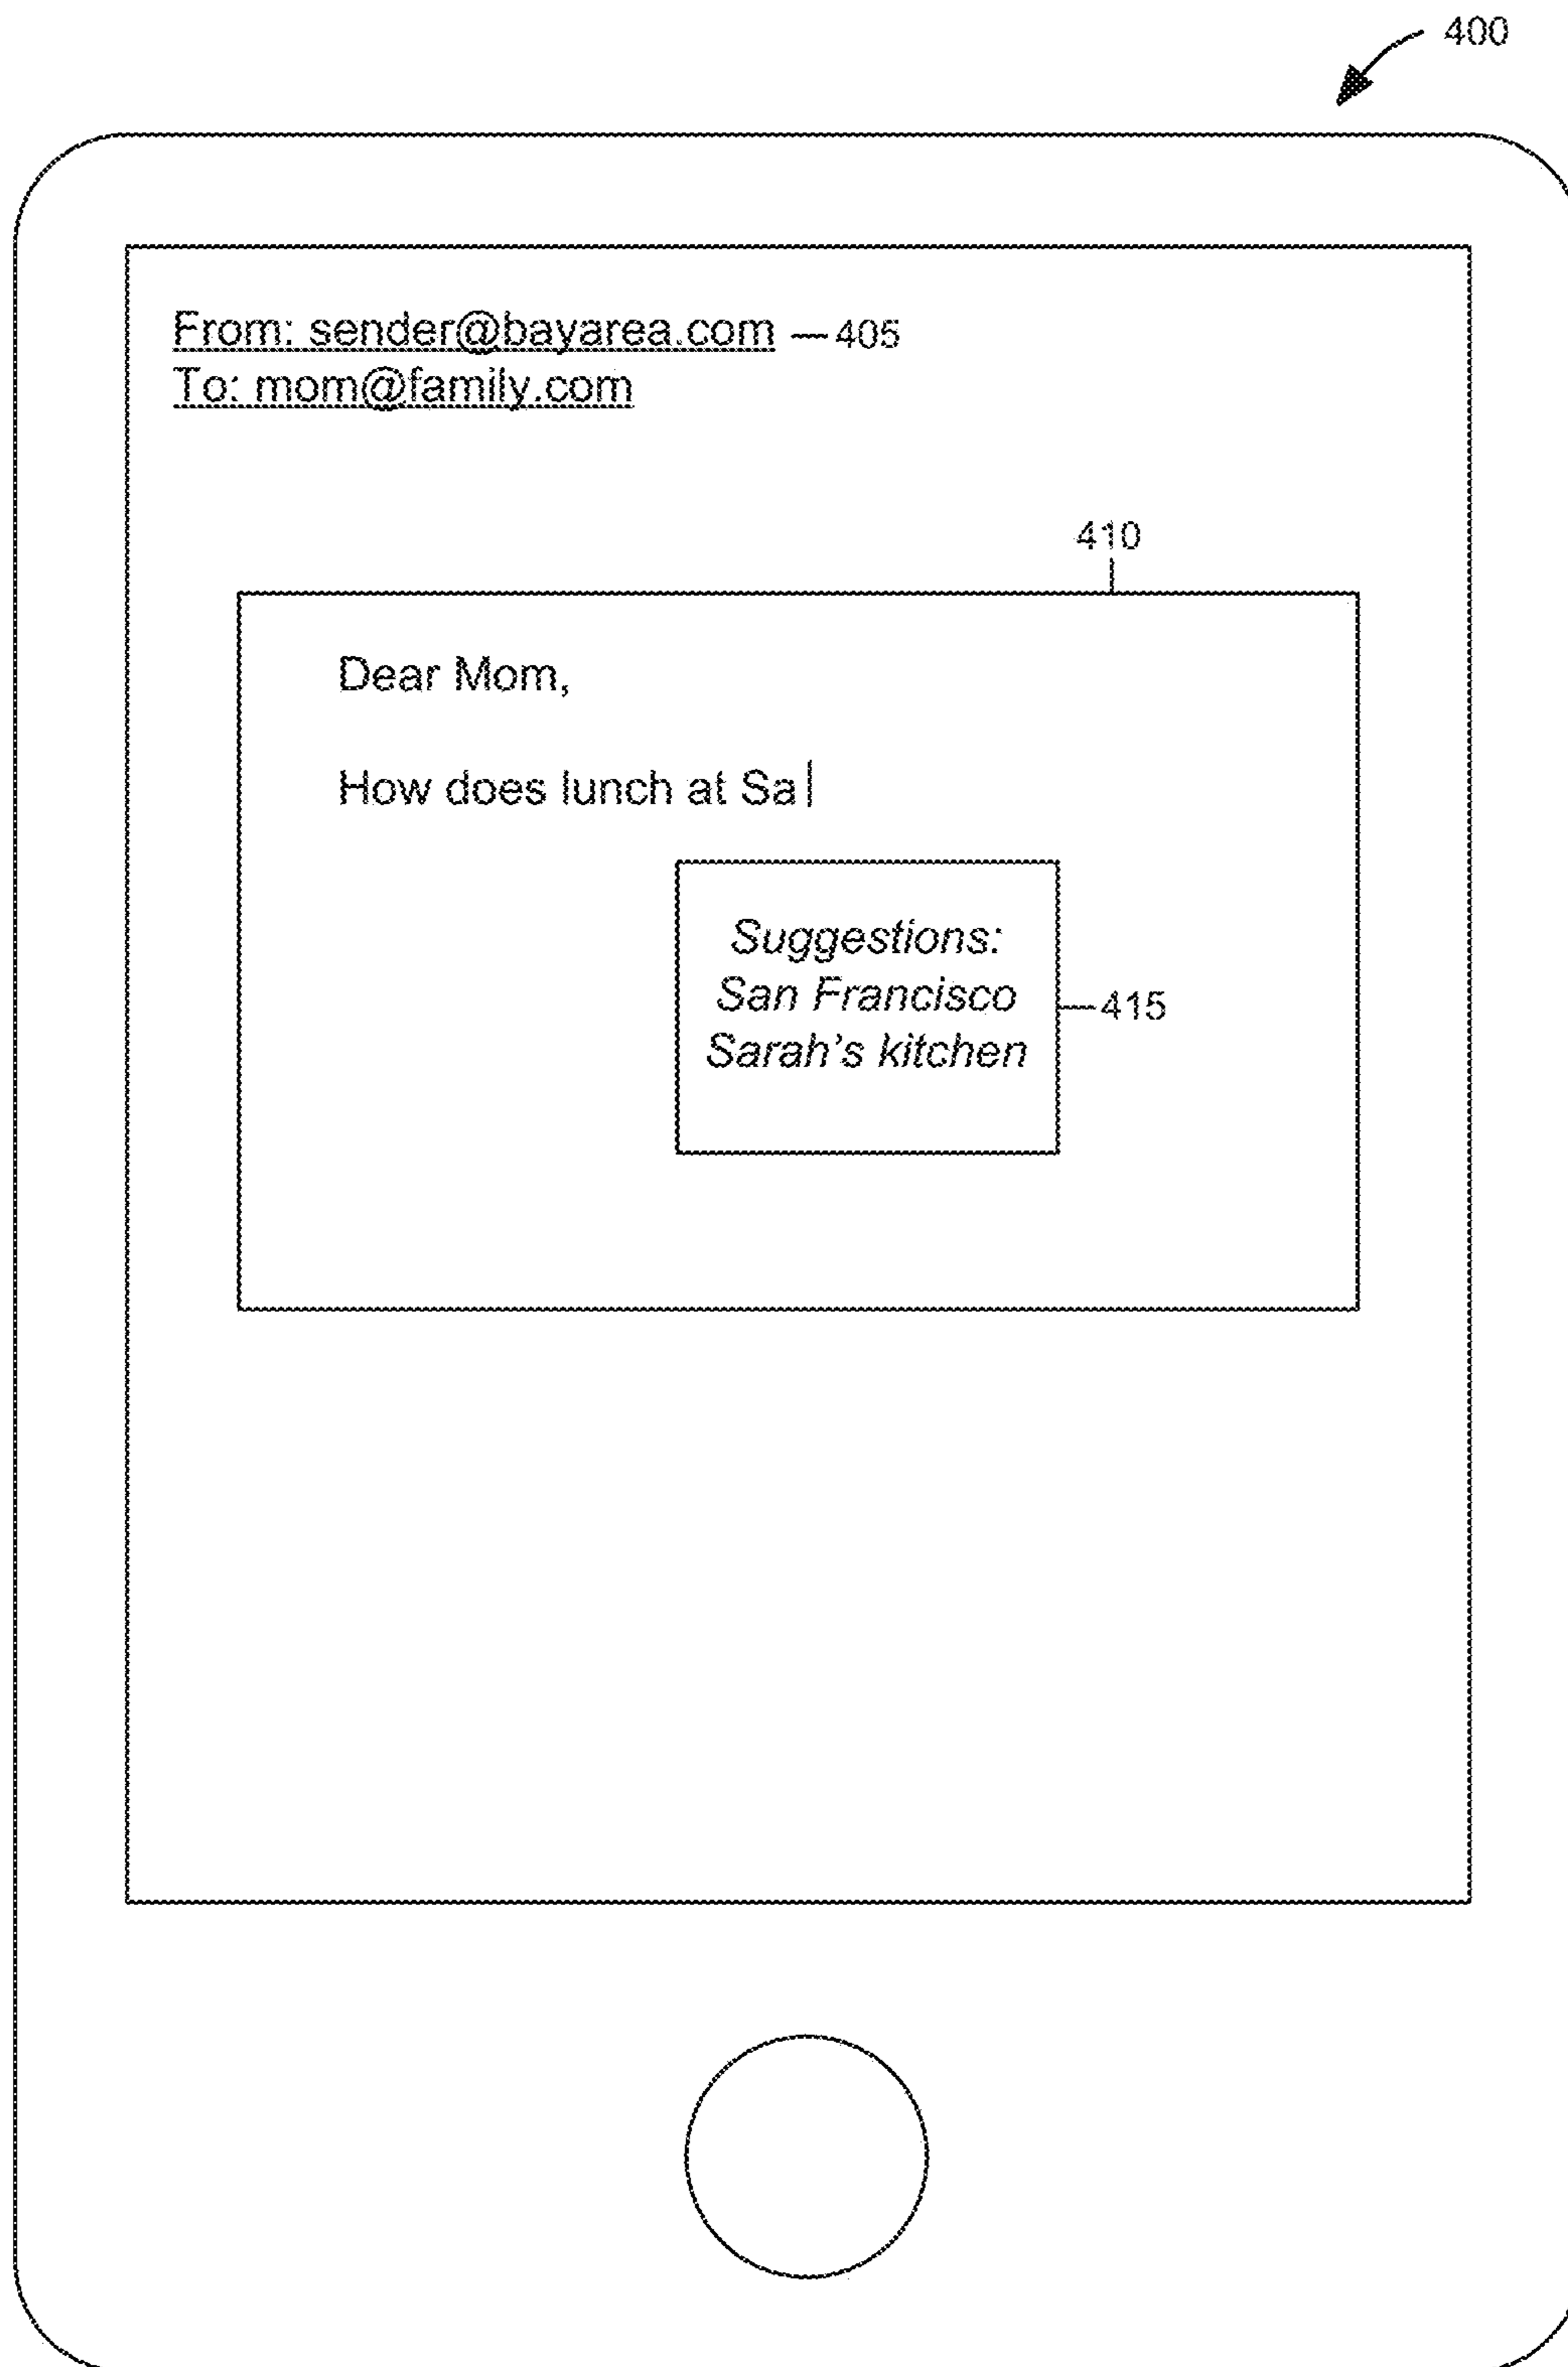 400
From: sender@bayarea.com 405
To: mom@family.com
410
Dear Mom,
How does lunch at Sa
Suggestions:
San Francisco
Sarah's kitchen
415